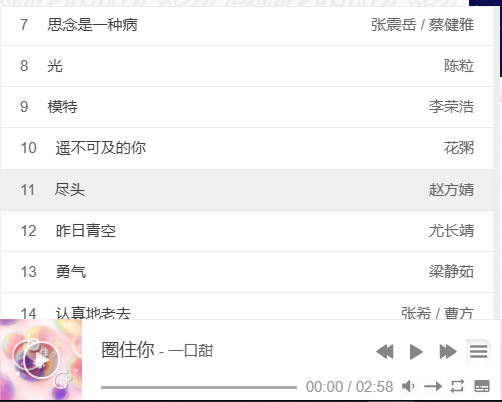 7 思念是一种病 张震岳 / 蔡健雅
8 光 陈粒
9 模特 李荣浩
10 遥不可及的你 花粥
11 尽头 赵方婧
12 昨日青空 尤长靖
13 勇气 梁静茹
14 认真地老去 张希 / 曹方
圈住你 - 一口甜
00:00 / 02:58